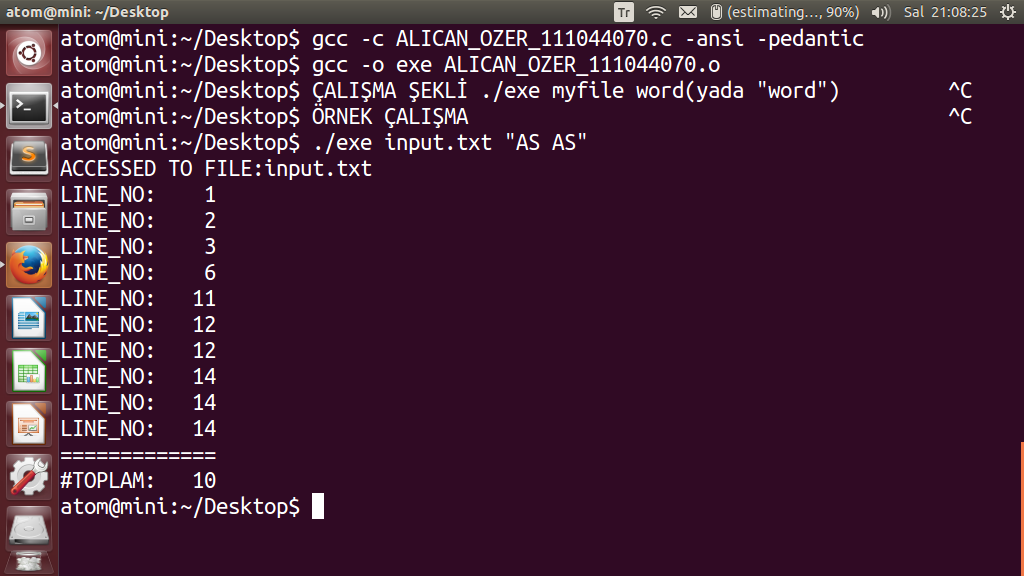 atom@mini: ~/Desktop Tr (estimating..., 90%) Sal 21:08:25
atom@mini:~/Desktop$ gcc -c ALICAN_OZER_111044070.c -ansi -pedantic
atom@mini:~/Desktop$ gcc -o exe ALICAN_OZER_111044070.o
atom@mini:~/Desktop$ ÇALIŞMA ŞEKLİ ./exe myfile word(yada "word") ^C
atom@mini:~/Desktop$ ÖRNEK ÇALIŞMA ^C
atom@mini:~/Desktop$ ./exe input.txt "AS AS"
ACCESSED TO FILE:input.txt
LINE_NO: 1
LINE_NO: 2
LINE_NO: 3
LINE_NO: 6
LINE_NO: 11
LINE_NO: 12
LINE_NO: 12
LINE_NO: 14
LINE_NO: 14
LINE_NO: 14
=============
#TOPLAM: 10
atom@mini:~/Desktop$